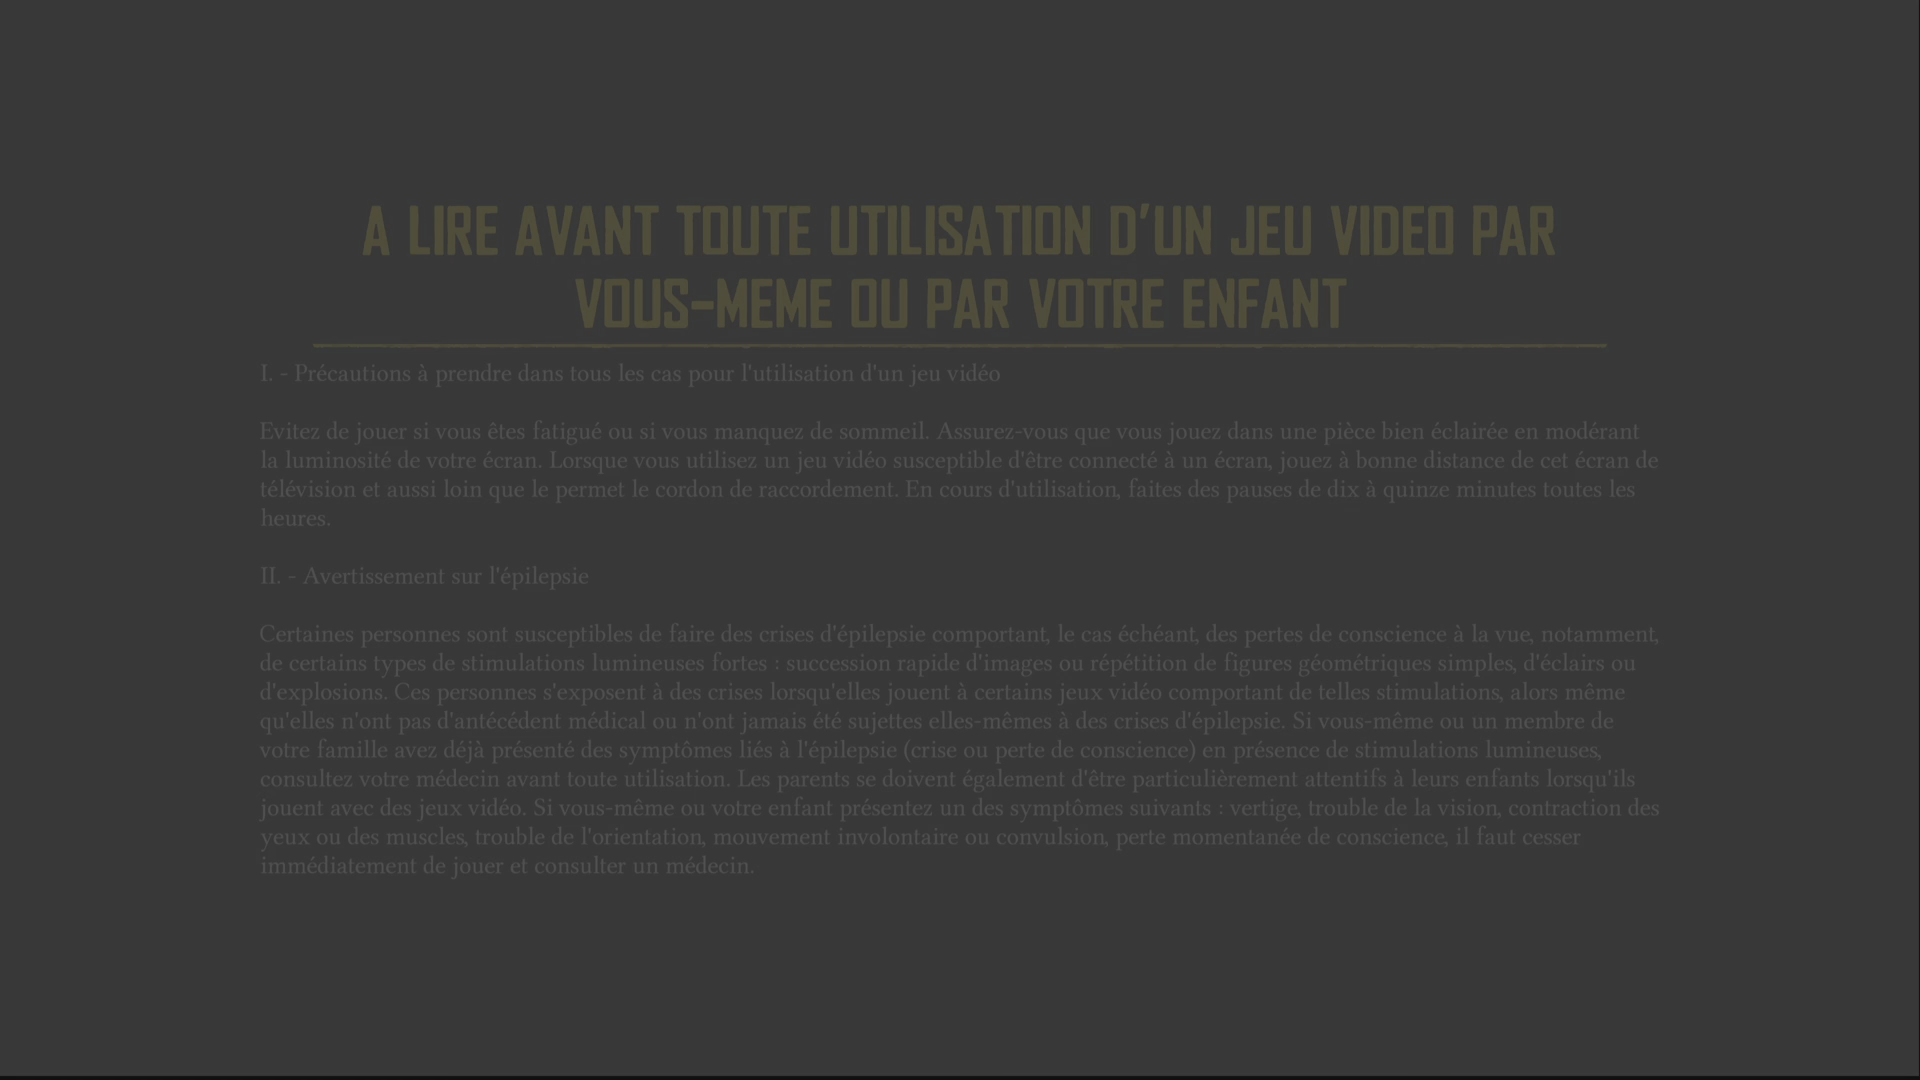 A LIRE AVANT TOUTE UTILISATION D'UN JEU VIDEO PAR
VOUS-MEME OU PAR VOTRE ENFANT
I. - Précautions à prendre dans tous les cas pour l'utilisation d'un jeu vidéo
Evitez de jouer si vous êtes fatigué ou si vous manquez de sommeil. Assurez-vous que vous jouez dans une pièce bien éclairée en modérant
la luminosité de votre écran. Lorsque vous utilisez un jeu vidéo susceptible d'être connecté à un écran, jouez à bonne distance de cet écran de
télévision et aussi loin que le permet le cordon de raccordement. En cours d'utilisation, faites des pauses de dix à quinze minutes toutes les
heures.
II. - Avertissement sur l'épilepsie
Certaines personnes sont susceptibles de faire des crises d'épilepsie comportant, le cas échéant, des pertes de conscience à la vue, notamment,
de certains types de stimulations lumineuses fortes : succession rapide d'images ou répétition de figures géométriques simples, d'éclairs ou
d'explosions. Ces personnes s'exposent à des crises lorsqu'elles jouent à certains jeux vidéo comportant de telles stimulations, alors même
qu'elles n'ont pas d'antécédent médical ou n'ont jamais été sujettes elles-mêmes à des crises d'épilepsie. Si vous-même ou un membre de
votre famille avez déjà présenté des symptômes liés à l'épilepsie (crise ou perte de conscience) en présence de stimulations lumineuses,
consultez votre médecin avant toute utilisation. Les parents se doivent également d'être particulièrement attentifs à leurs enfants lorsqu'ils
jouent avec des jeux vidéo. Si vous-même ou votre enfant présentez un des symptômes suivants : vertige, trouble de la vision, contraction des
yeux ou des muscles, trouble de l'orientation, mouvement involontaire ou convulsion, perte momentanée de conscience, il faut cesser
immédiatement de jouer et consulter un médecin.